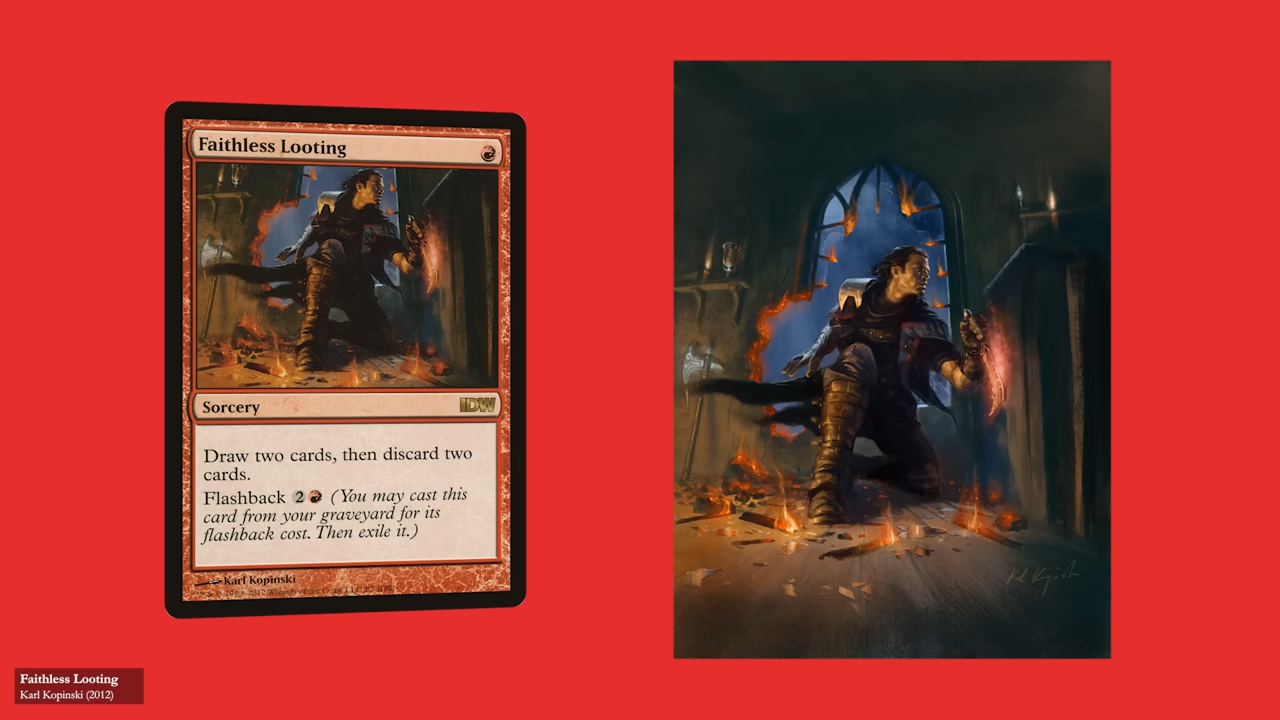 Faithless Looting
Sorcery
IDW
Draw two cards, then discard two
cards.
Flashback 2 (You may cast this
card from your graveyard for its
flashback cost. Then exile it.)
Karl Kopinski
Faithless Looting
Karl Kopinski (2012)